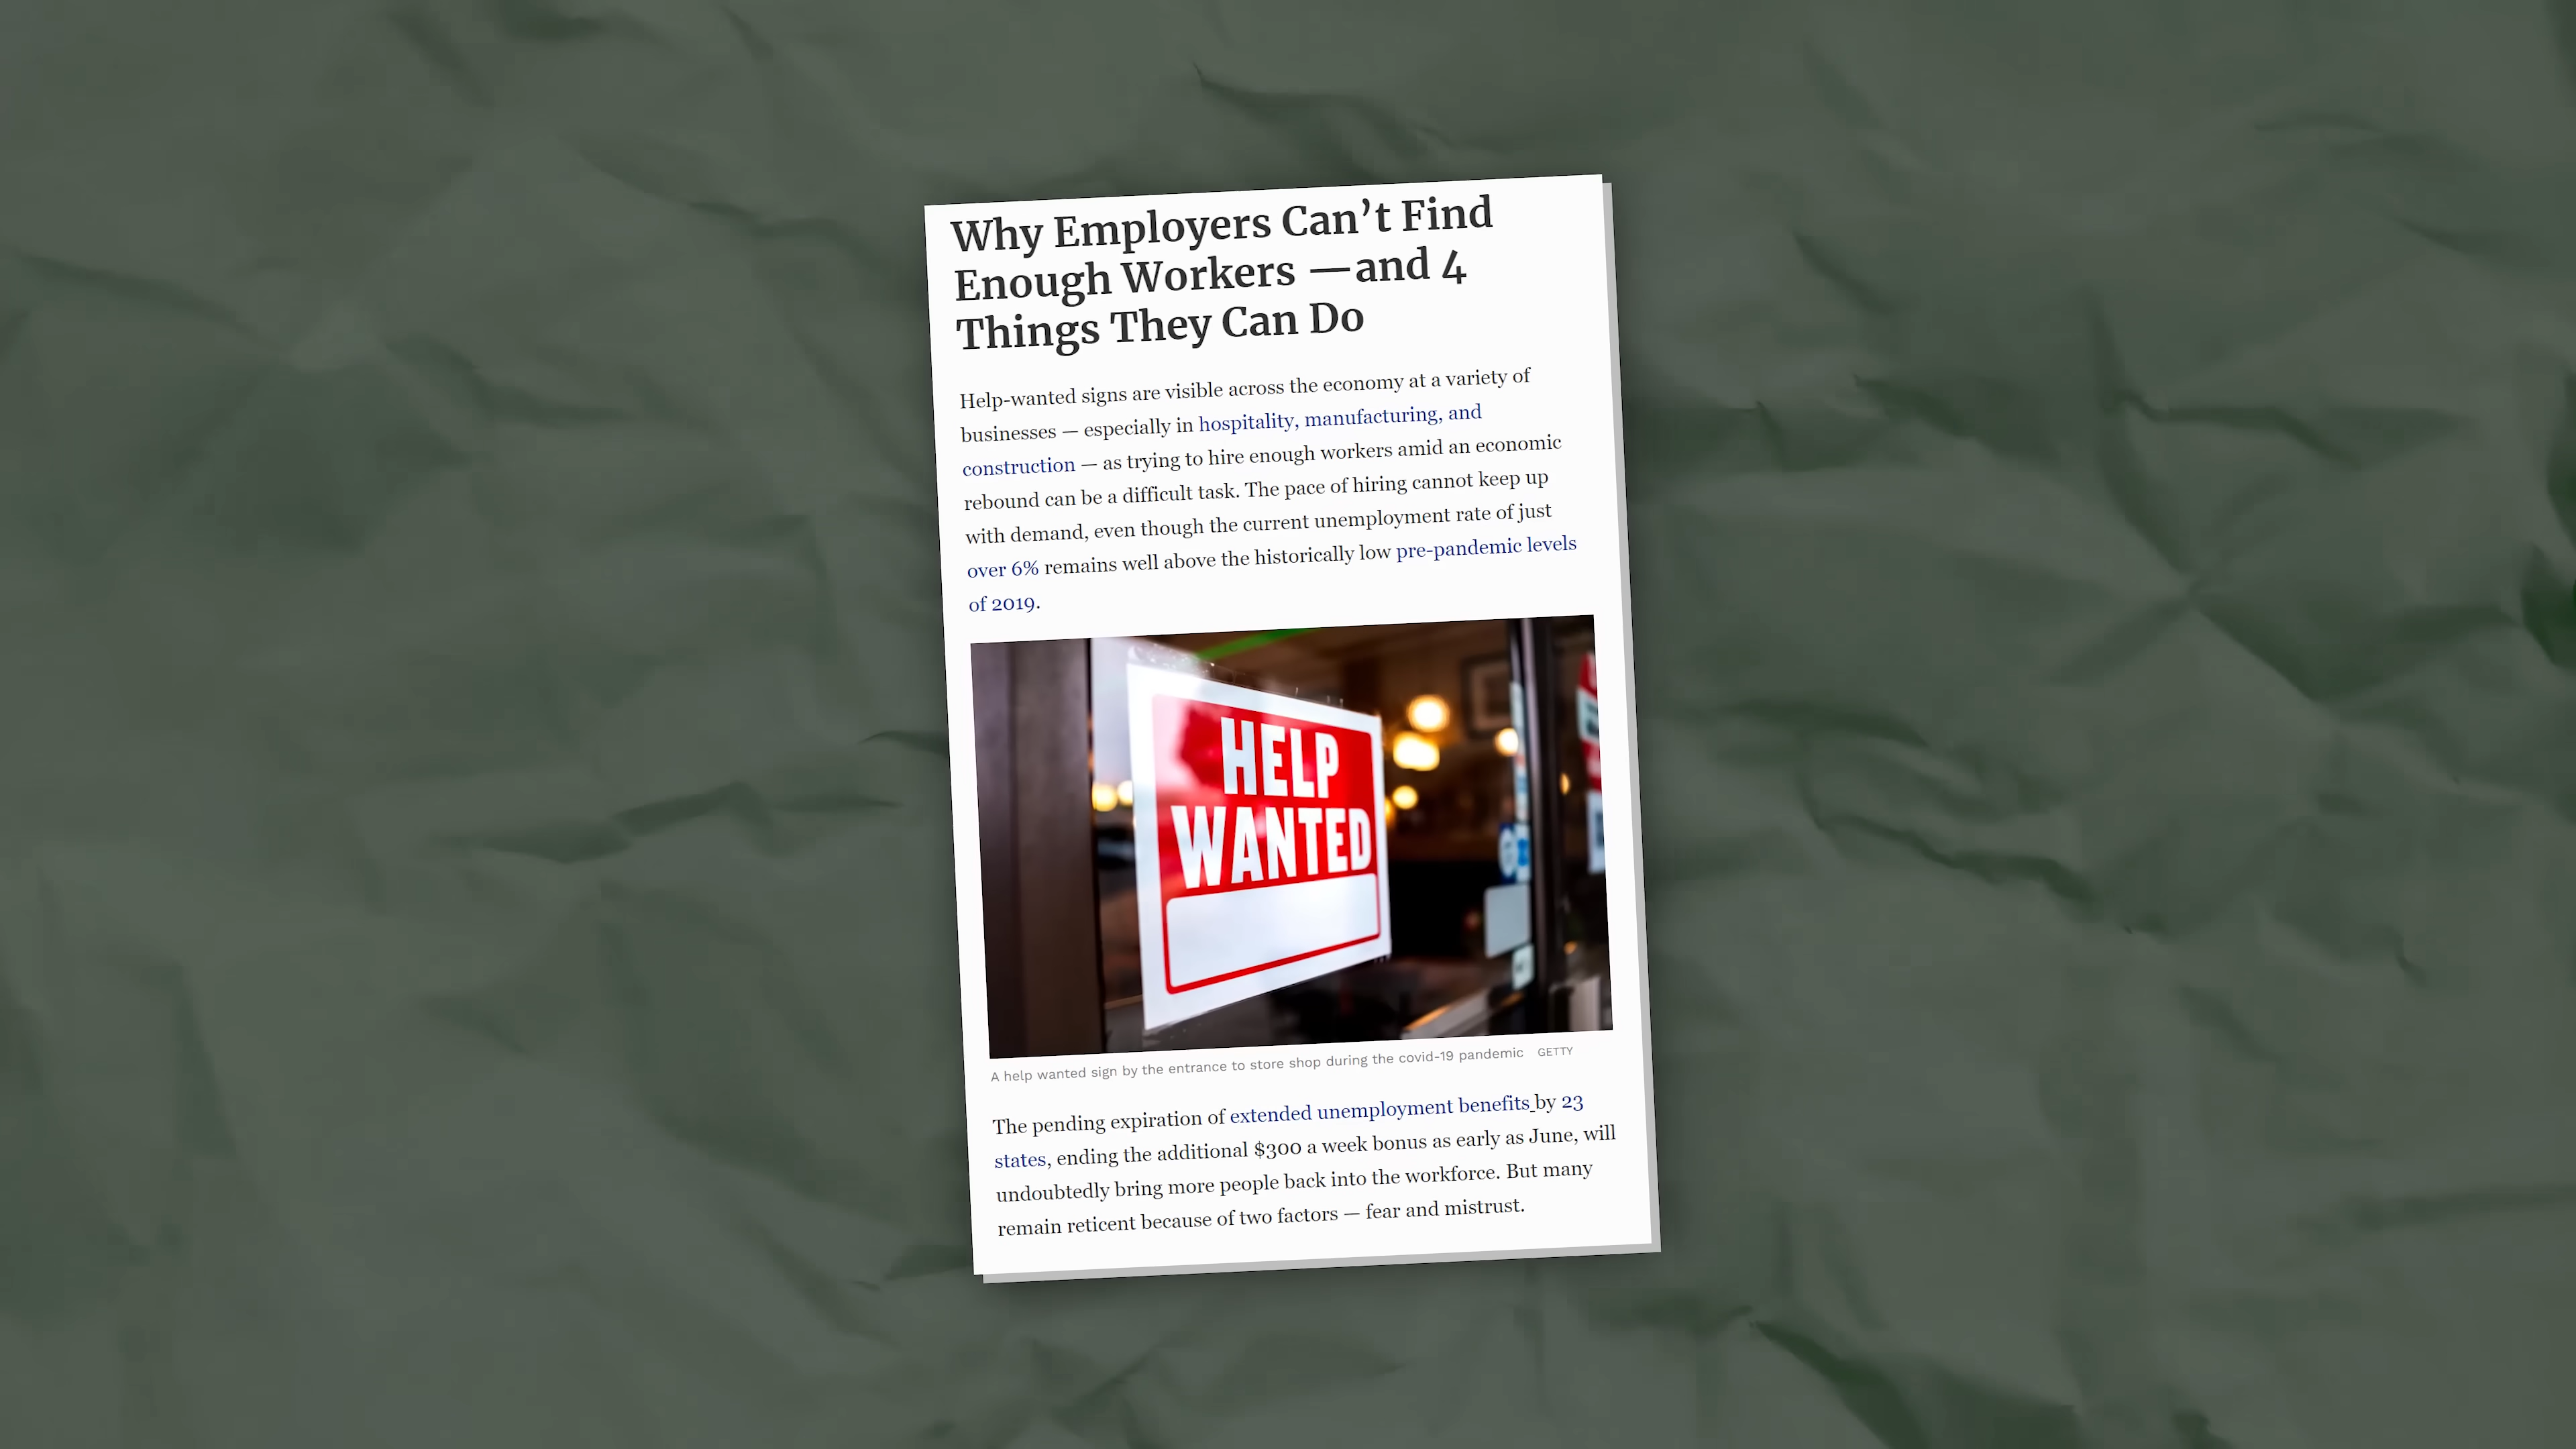 Why Employers Can’t Find
Enough Workers —and 4
Things They Can Do
Help-wanted signs are visible across the economy at a variety of
businesses — especially in hospitality, manufacturing, and
construction — as trying to hire enough workers amid an economic
rebound can be a difficult task. The pace of hiring cannot keep up
with demand, even though the current unemployment rate of just
over 6% remains well above the historically low pre-pandemic levels
of 2019.
HELP
WANTED
A help wanted sign by the entrance to store shop during the covid-19 pandemic GETTY
The pending expiration of extended unemployment benefits by 23
states, ending the additional $300 a week bonus as early as June, will
undoubtedly bring more people back into the workforce. But many
remain reticent because of two factors — fear and mistrust.